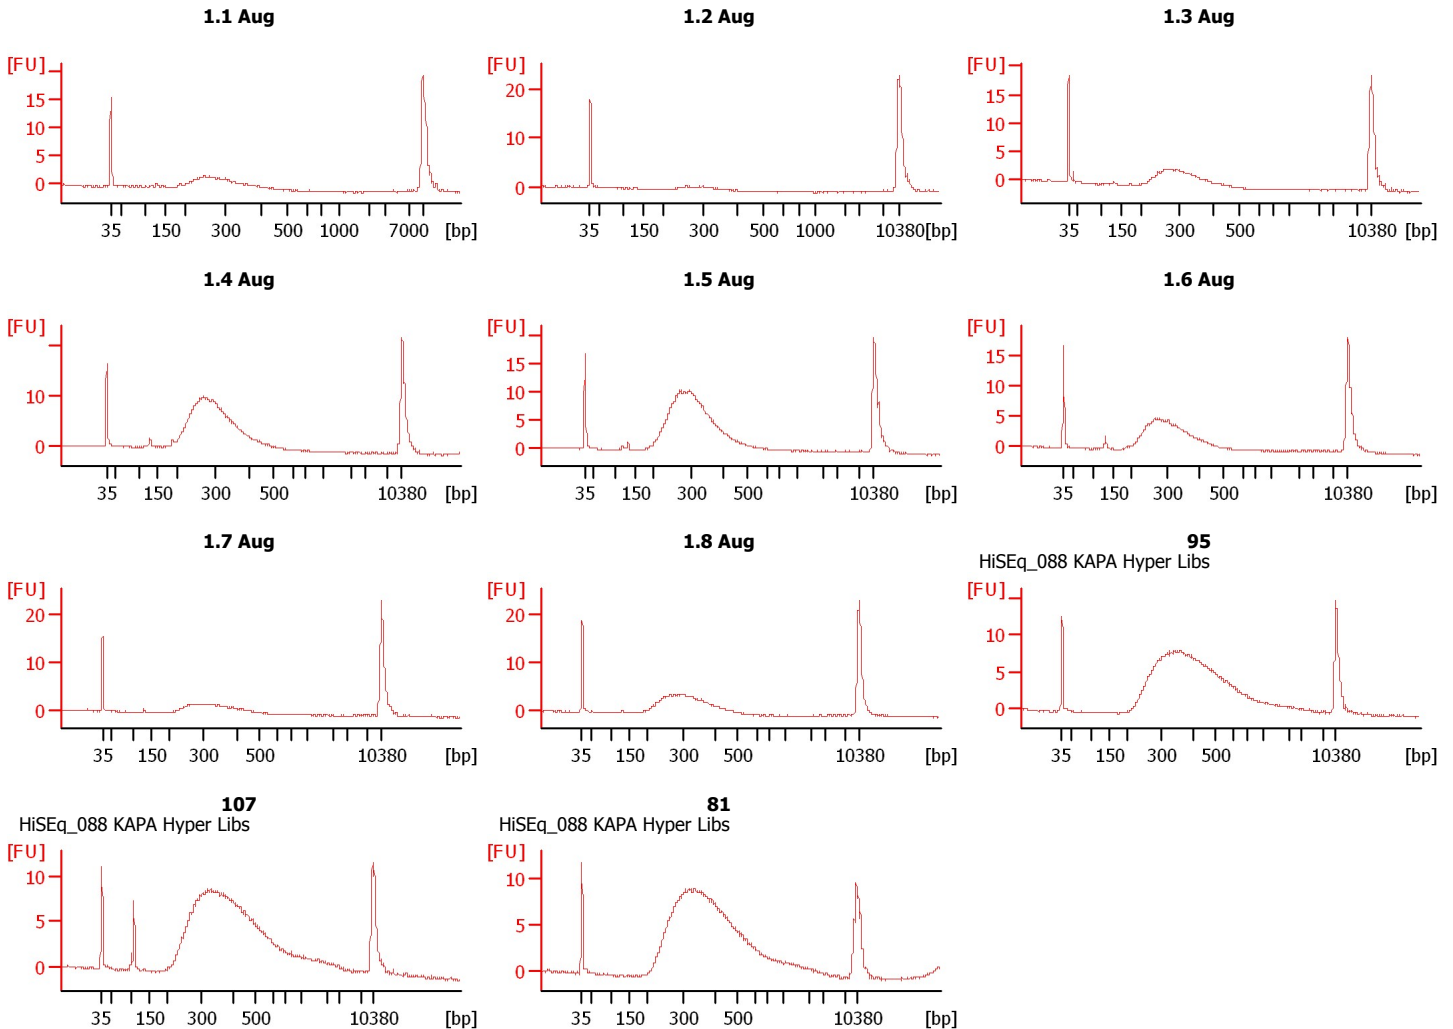 1.1 Aug
[FU]
15
10
5
0
35 150 300 500 1000 7000 [bp]
1.2 Aug
[FU]
20
10
0
35 150 300 500 1000 10380[bp]
1.3 Aug
[FU]
15
10
5
0
35 150 300 500 10380 [bp]
1.4 Aug
[FU]
10
0
35 150 300 500 10380 [bp]
1.5 Aug
[FU]
15
10
5
0
35 150 300 500 10380 [bp]
1.6 Aug
[FU]
15
10
5
0
35 150 300 500 10380 [bp]
1.7 Aug
[FU]
20
10
0
35 150 300 500 10380 [bp]
1.8 Aug
[FU]
20
10
0
35 150 300 500 10380 [bp]
95
HiSEq_088 KAPA Hyper Libs
[FU]
10
5
0
35 150 300 500 10380 [bp]
107
HiSEq_088 KAPA Hyper Libs
[FU]
10
5
0
35 150 300 500 10380 [bp]
81
HiSEq_088 KAPA Hyper Libs
[FU]
10
5
0
35 150 300 500 10380 [bp]